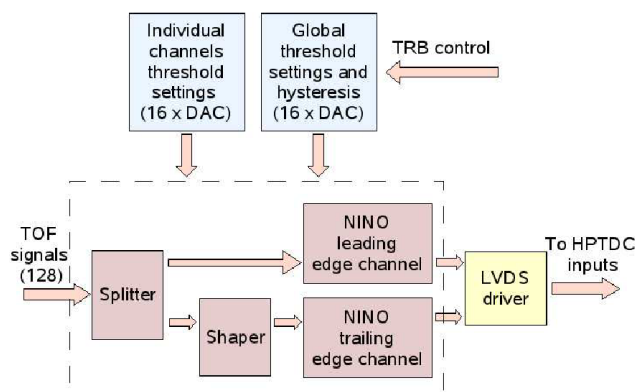 Individual
channels
threshold
settings
(16 x DAC)
Global
threshold
settings and
hysteresis
(16 x DAC)
TRB control
TOF
signals
(128)
Splitter
Shaper
NINO
leading
edge channel
NINO
trailing
edge channel
LVDS
driver
To HPTDC
inputs